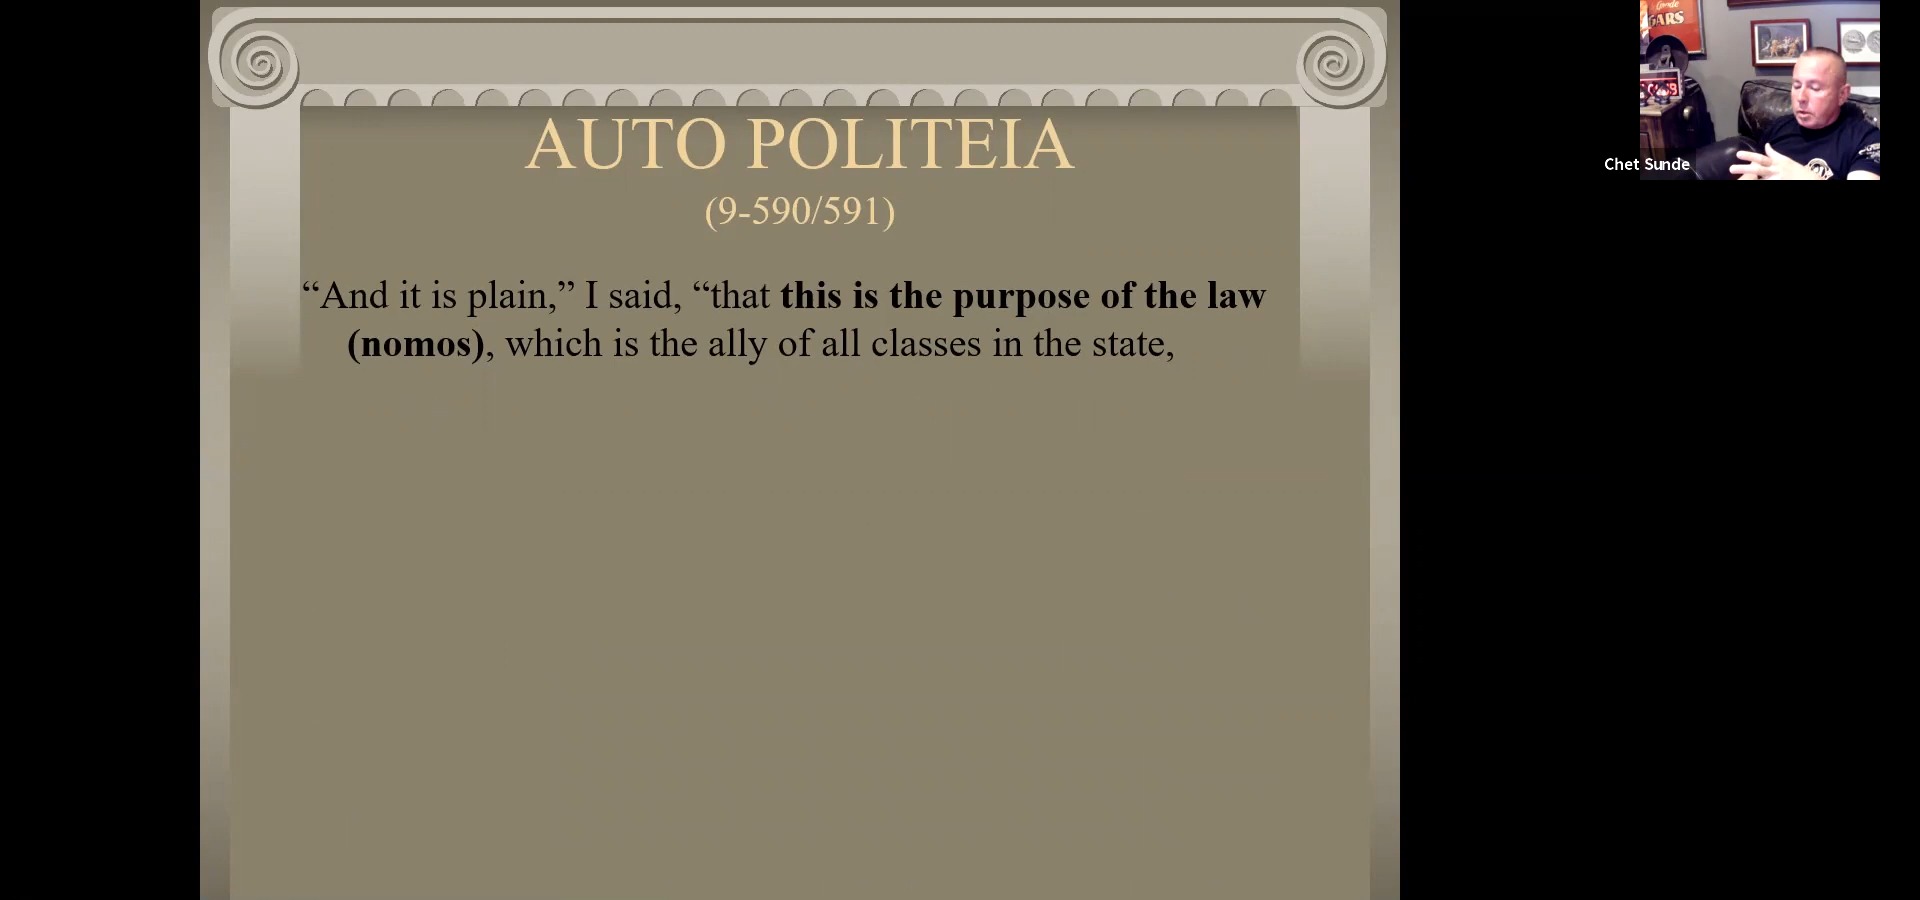 AUTO POLITEIA
(9-590/591)
“And it is plain,” I said, “that this is the purpose of the law
(nomos), which is the ally of all classes in the state,
Chet Sunde
GARS